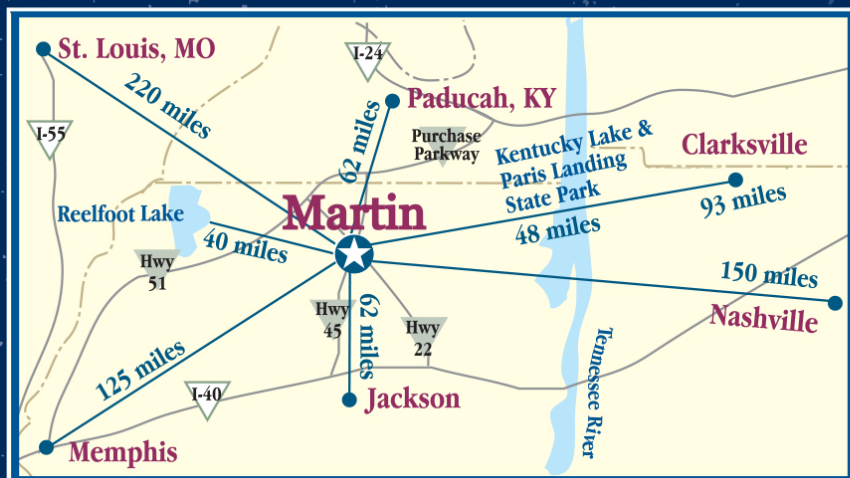 St. Louis, MO
I-24
220 miles
Paducah, KY
I-55
62 miles
Purchase
Parkway
Kentucky Lake &
Paris Landing
State Park
Clarksville
Reelfoot Lake
Martin
93 miles
40 miles
48 miles
Hwy
51
150 miles
Hwy
45
62 miles
Hwy
22
Nashville
Tennessee River
125 miles
I-40
Jackson
Memphis